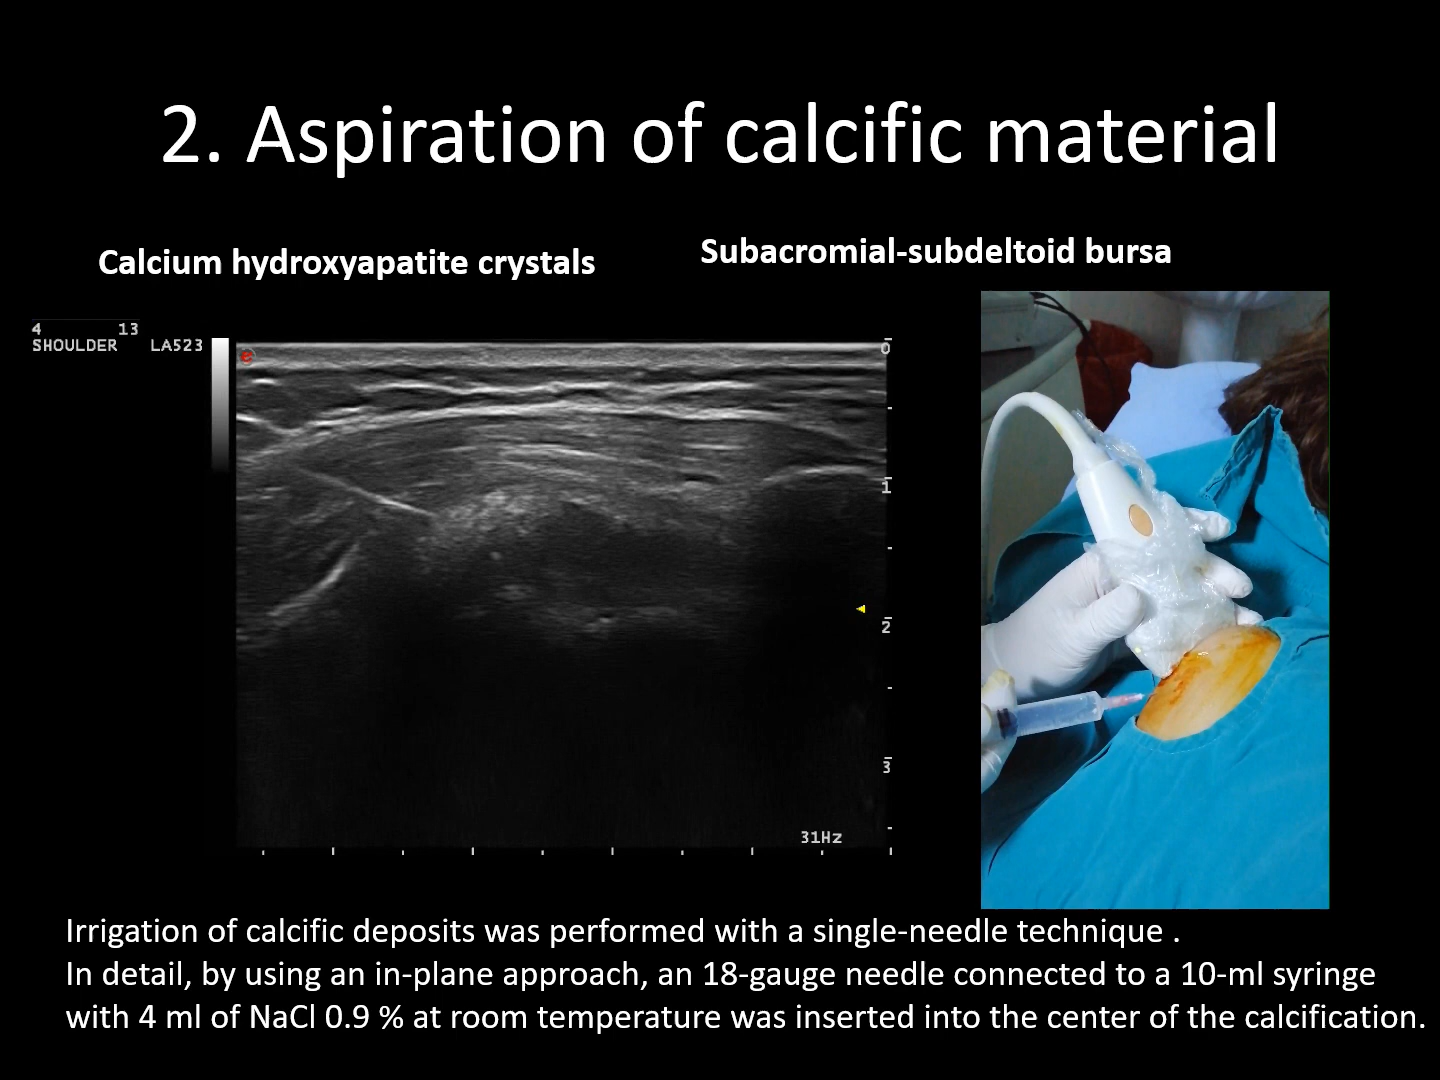 2. Aspiration of calcific material
Calcium hydroxyapatite crystals
Subacromial-subdeltoid bursa
4 13
SHOULDER LA523
0
1
2
3
31Hz
Irrigation of calcific deposits was performed with a single-needle technique .
In detail, by using an in-plane approach, an 18-gauge needle connected to a 10-ml syringe
with 4 ml of NaCl 0.9 % at room temperature was inserted into the center of the calcification.